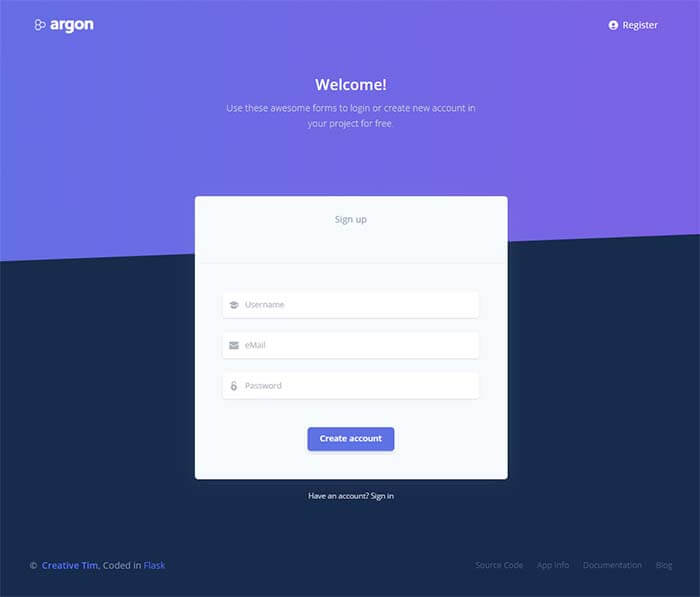 argon
Register
Welcome!
Use these awesome forms to login or create new account in
your project for free.
Sign up
Username
eMail
Password
Create account
Have an account? Sign in
© Creative Tim, Coded in Flask
Source Code App Info Documentation Blog